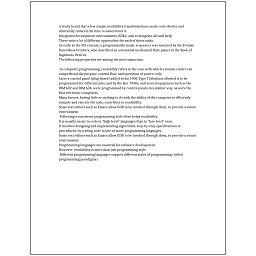 A study found that a few simple readability transformations made code shorter and
drastically reduced the time to understand it.
Integrated development environments (IDEs) aim to integrate all such help.
There exist a lot of different approaches for each of those tasks.
As early as the 9th century, a programmable music sequencer was invented by the Persian
Banu Musa brothers, who described an automated mechanical flute player in the Book of
Ingenious Devices.
The following properties are among the most important:

In computer programming, readability refers to the ease with which a human reader can
comprehend the purpose, control flow, and operation of source code.
Later a control panel (plug board) added to his 1906 Type I Tabulator allowed it to be
programmed for different jobs, and by the late 1940s, unit record equipment such as the
IBM 602 and IBM 604, were programmed by control panels in a similar way, as were the
first electronic computers.
Many factors, having little or nothing to do with the ability of the computer to efficiently
compile and execute the code, contribute to readability.
Some text editors such as Emacs allow GDB to be invoked through them, to provide a visual
environment.
Following a consistent programming style often helps readability.
It is usually easier to code in "high-level" languages than in "low-level" ones.
It involves designing and implementing algorithms, step-by-step specifications of
procedures, by writing code in one or more programming languages.
Some text editors such as Emacs allow GDB to be invoked through them, to provide a visual
environment.
Programming languages are essential for software development.
However, readability is more than just programming style.
Different programming languages support different styles of programming (called
programming paradigms).